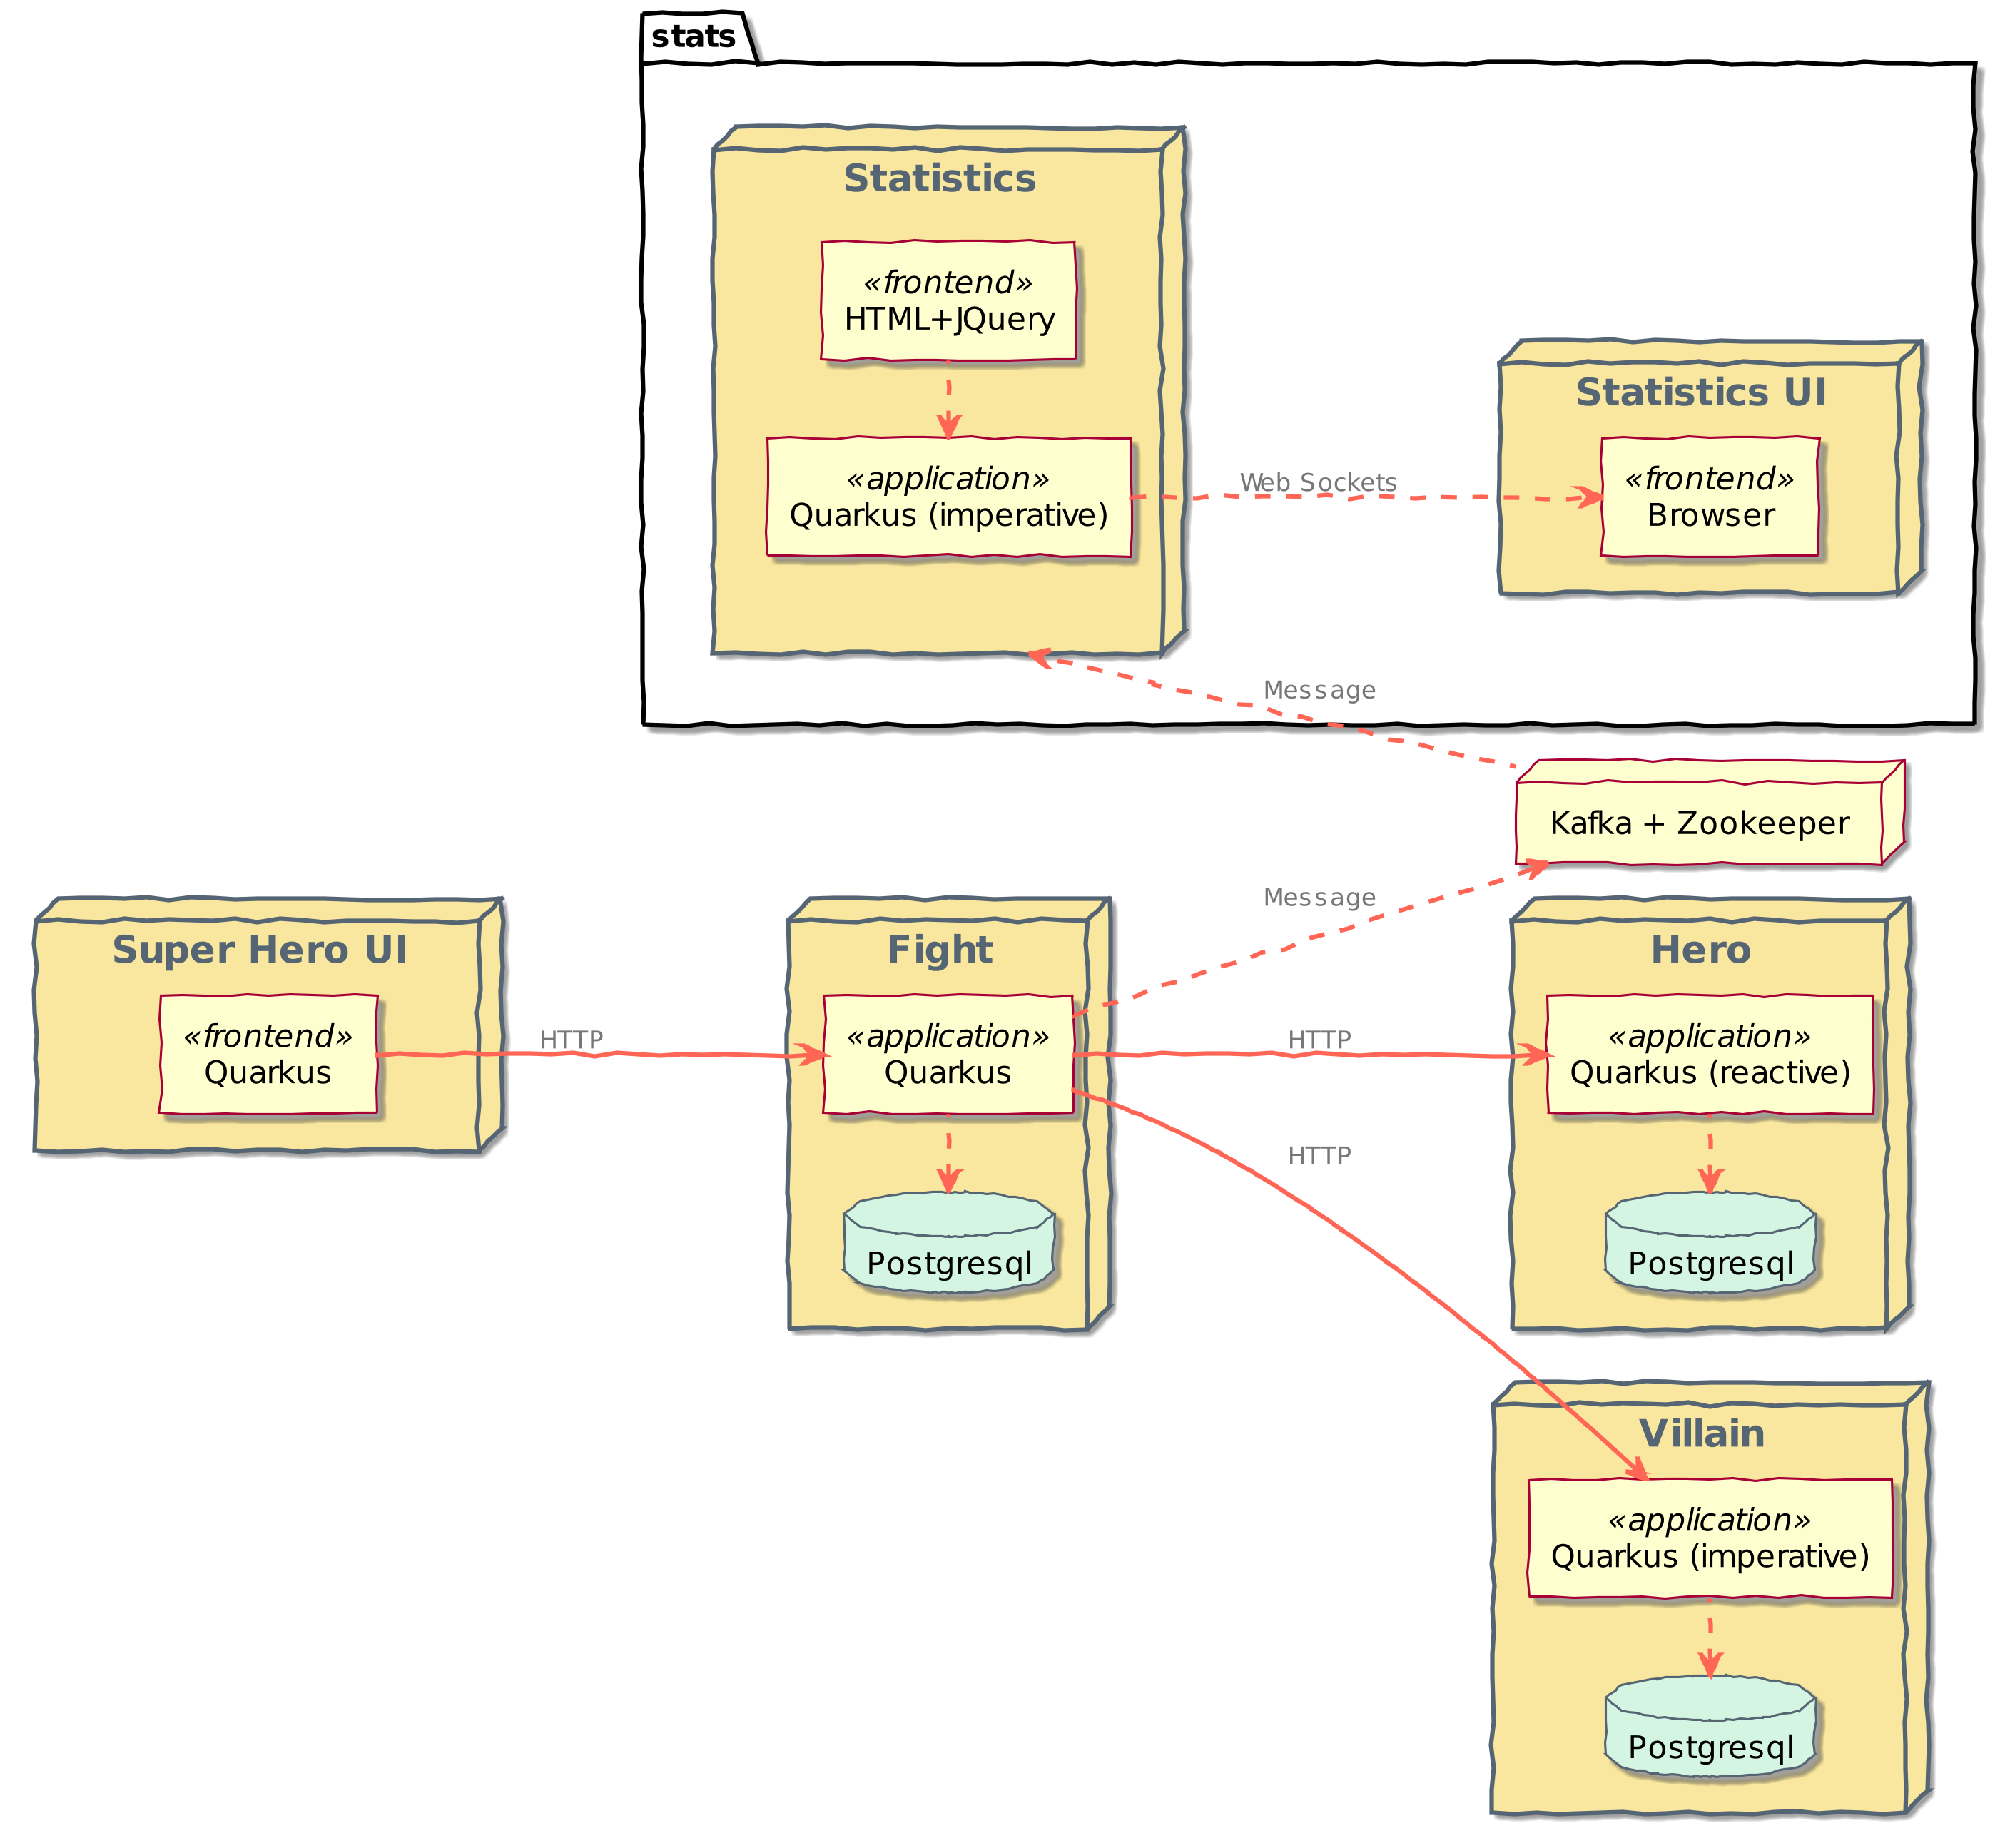 stats
Statistics
«frontend»
HTML+JQuery
«application»
Quarkus (imperative)
Web Sockets
Statistics UI
«frontend»
Browser
Message
Kafka + Zookeeper
Message
Super Hero UI
«frontend»
Quarkus
HTTP
Fight
«application»
Quarkus
Postgresql
HTTP
HTTP
Hero
«application»
Quarkus (reactive)
Postgresql
Villain
«application»
Quarkus (imperative)
Postgresql